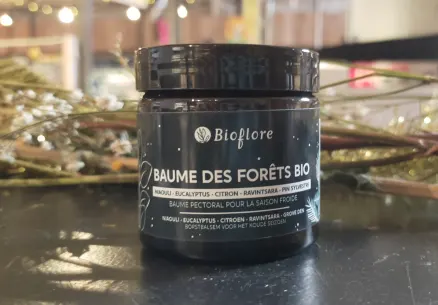 Bioflore
BAUME DES FORÊTS BIO
NIAOULI - EUCALYPTUS - CITRON - RAVINTSARA - PIN SYLVESTRE
BAUME PECTORAL POUR LA SAISON FROIDE
NIAOULI - EUCALYPTUS - CITROEN - RAVINTSARA - GROVE DEN
BORSTBALSEM VOOR HET KOUDE SEIZOEN